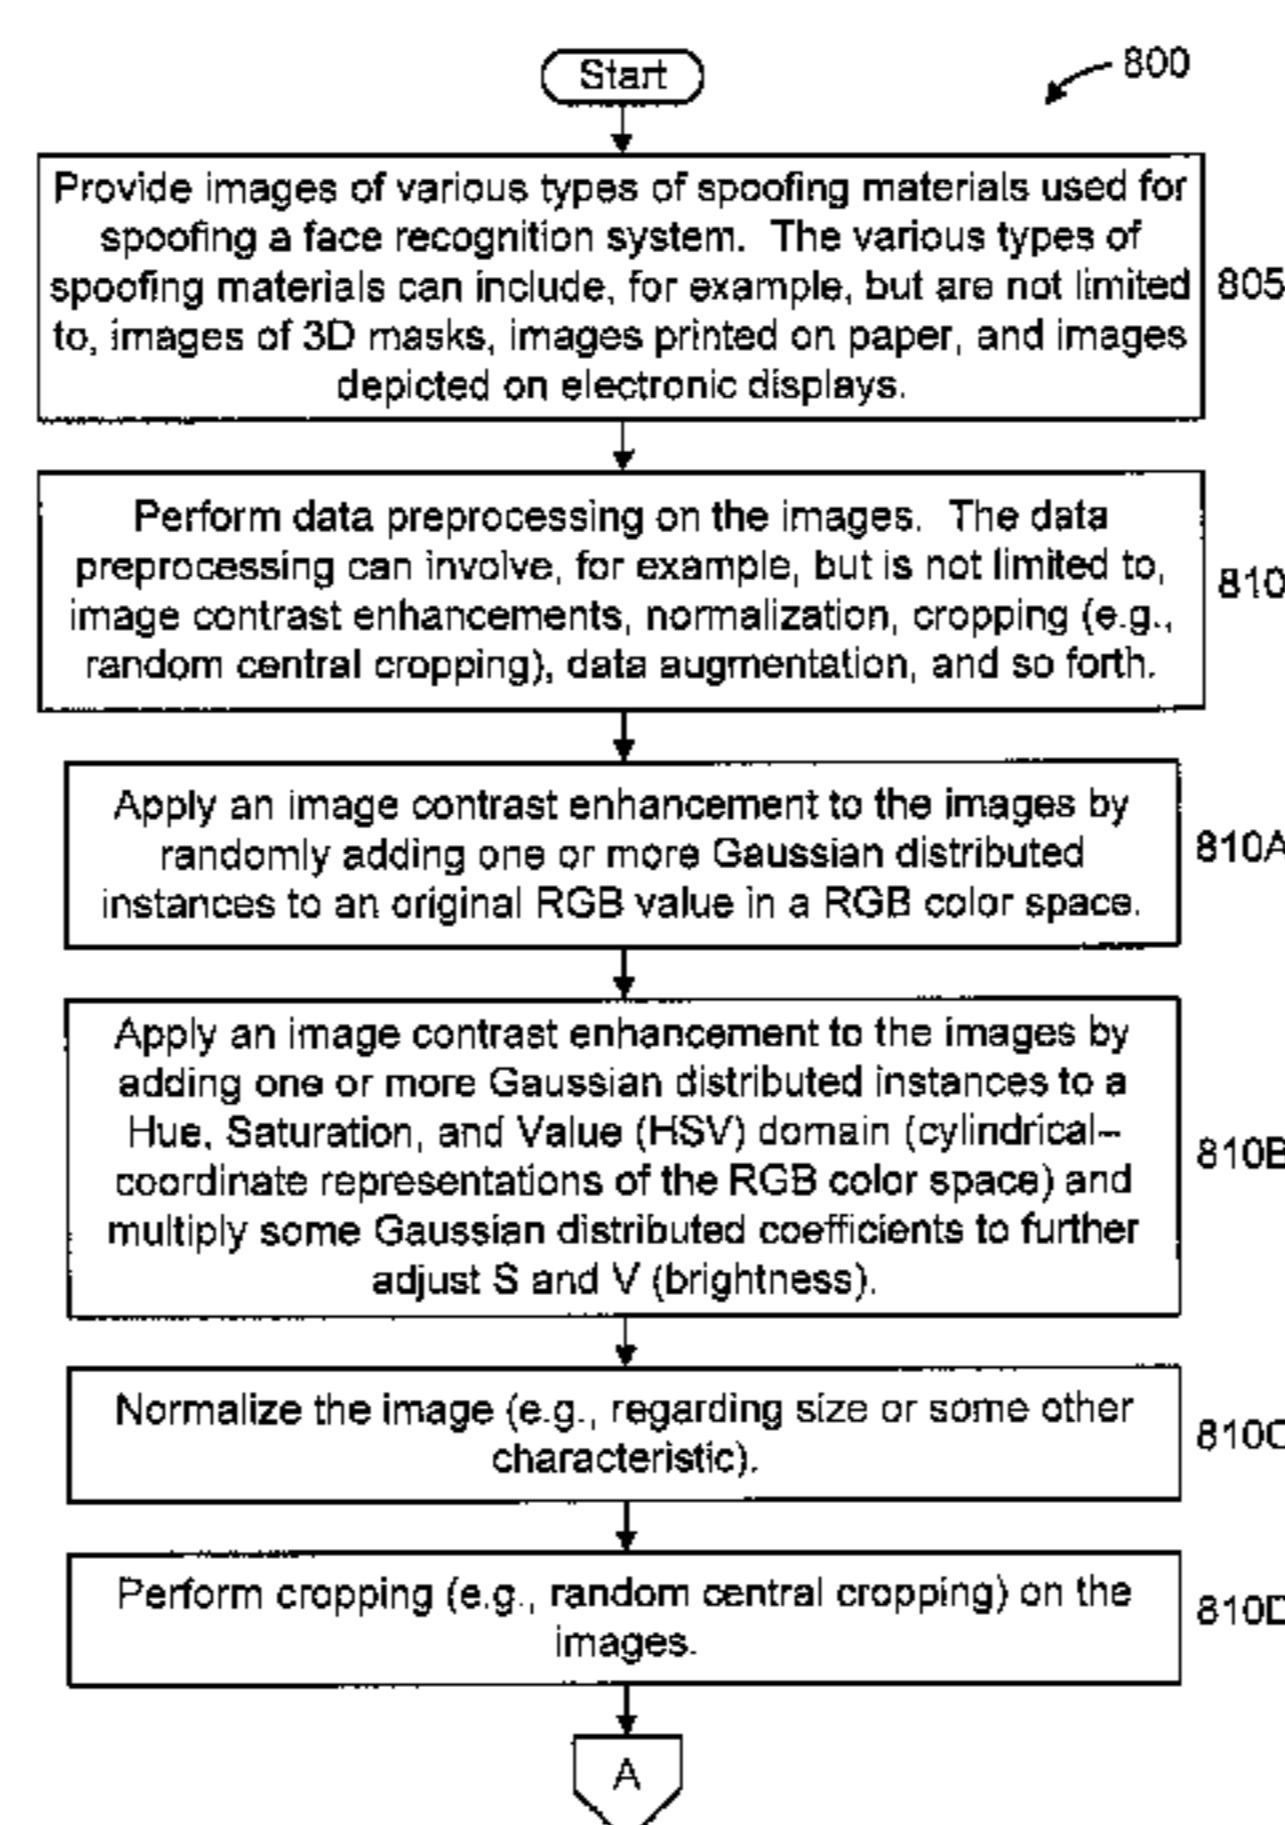 Start
800
Provide images of various types of spoofing materials used for
spoofing a face recognition system. The various types of
spoofing materials can include, for example, but are not limited
to, images of 3D masks, images printed on paper, and images
depicted on electronic displays.
805
Perform data preprocessing on the images. The data
preprocessing can involve, for example, but is not limited to,
image contrast enhancements, normalization, cropping (e.g.,
random central cropping), data augmentation, and so forth.
810
Apply an image contrast enhancement to the images by
randomly adding one or more Gaussian distributed
instances to an original RGB value in a RGB color space.
810A
Apply an image contrast enhancement to the images by
adding one or more Gaussian distributed instances to a
Hue, Saturation, and Value (HSV) domain (cylindrical–
coordinate representations of the RGB color space) and
multiply some Gaussian distributed coefficients to further
adjust S and V (brightness).
810B
Normalize the image (e.g., regarding size or some other
characteristic).
810C
Perform cropping (e.g., random central cropping) on the
images.
810D
A